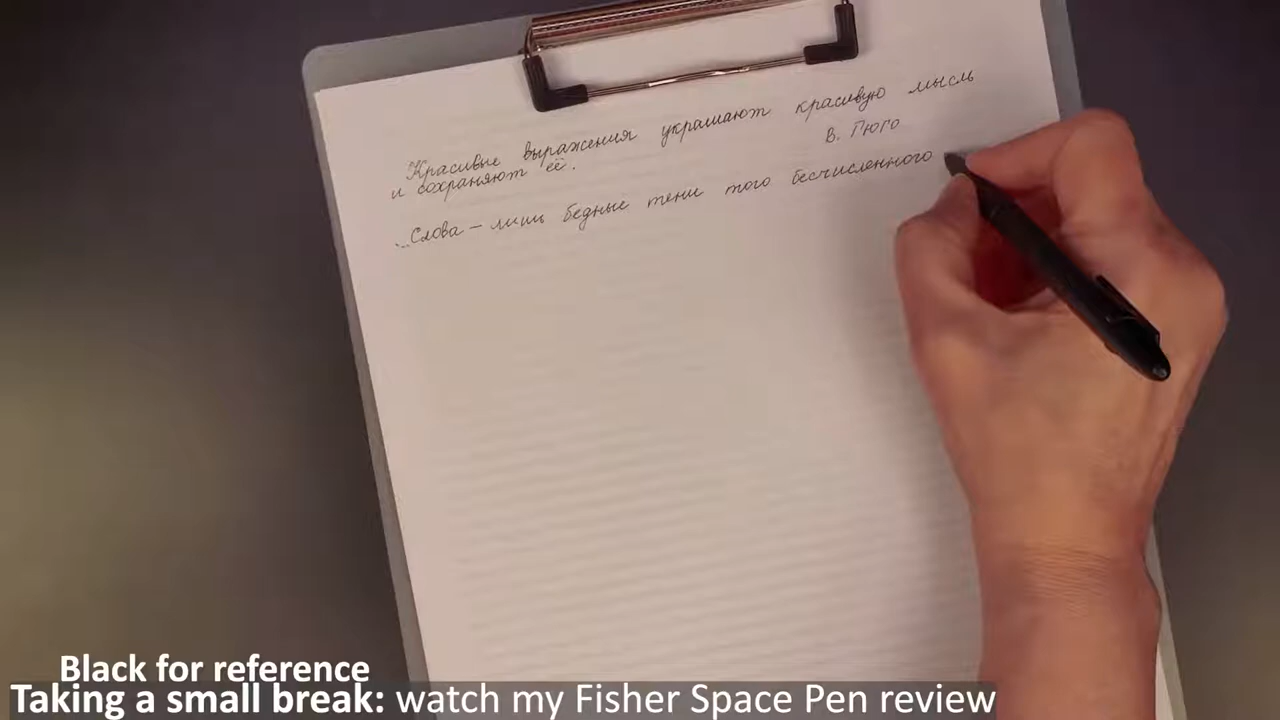 Красивые выражения украшают красивую мысль
и сохраняют её.
В. Гюго
...Слова – лишь бедные тени того бесчисленного
Black for reference
Taking a small break: watch my Fisher Space Pen review